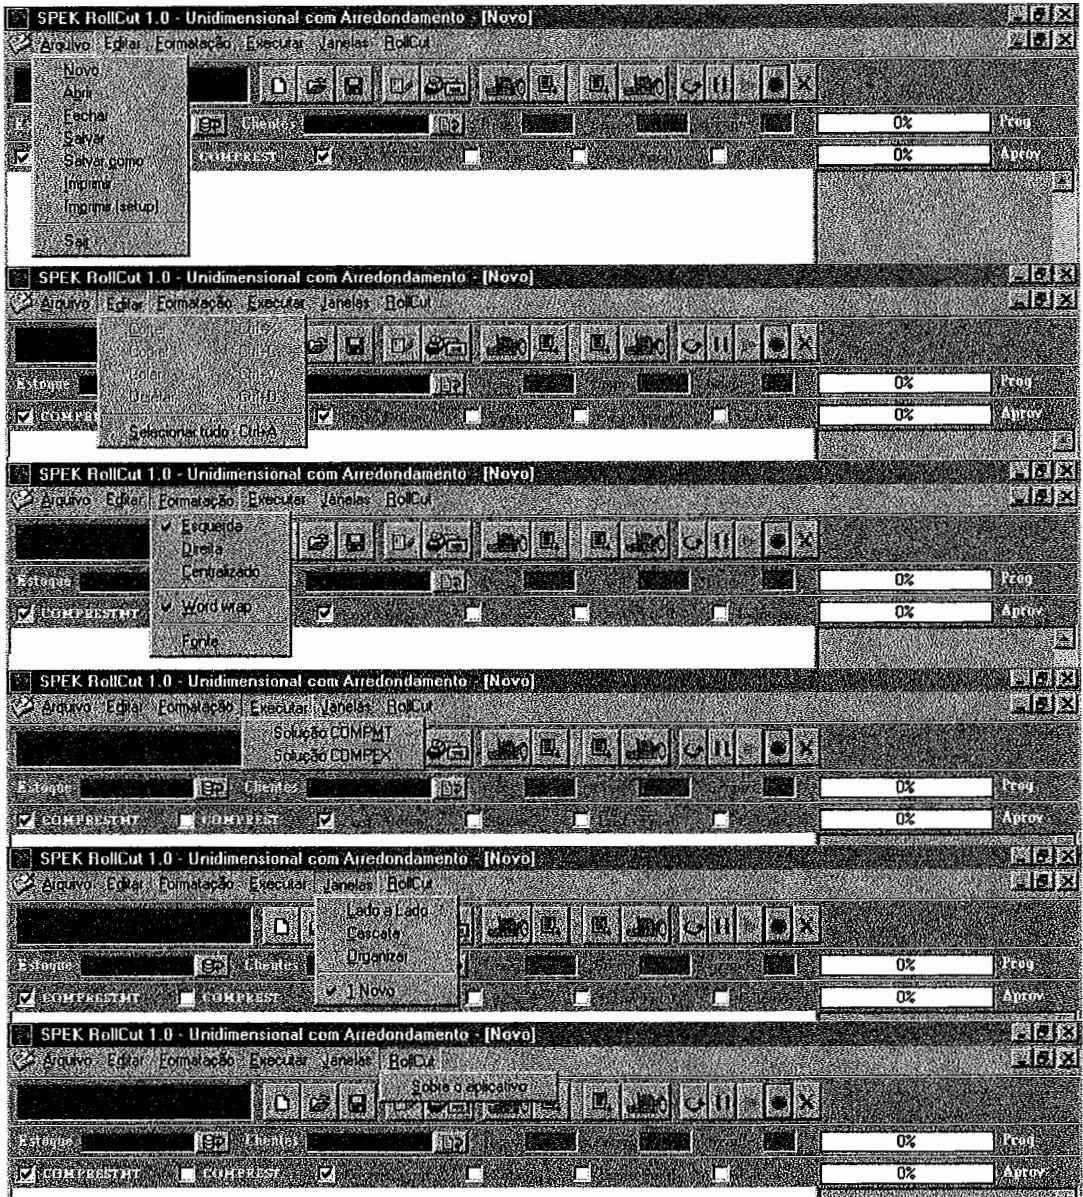 SPEK RollCut 1.0 - Unidimensional com Arredondamento - [Novo]
Arquivo Editar Formatação Executar Janelas RollCut
Novo
Abrir
Fechar
Salvar
Salvar como
Imprimir
Imprimir (setup)
Sair
Clientes
0% Prog
COMPREST
0% Aprov
SPEK RollCut 1.0 - Unidimensional com Arredondamento - [Novo]
Arquivo Editar Formatação Executar Janelas RollCut
Copiar Ctrl+C
Colar Ctrl+V
Deletar Ctrl+D
Selecionar tudo Ctrl+A
Estoque
0% Prog
0% Aprov
SPEK RollCut 1.0 - Unidimensional com Arredondamento - [Novo]
Arquivo Editar Formatação Executar Janelas RollCut
Esquerda
Direita
Centralizado
Word wrap
Fonte
Estoque
0% Prog
COMPRESTMT
0% Aprov
SPEK RollCut 1.0 - Unidimensional com Arredondamento - [Novo]
Arquivo Editar Formatação Executar Janelas RollCut
Solução COMPMT
Solução COMPEX
Estoque Clientes
0% Prog
COMPRESTMT COMPREST
0% Aprov
SPEK RollCut 1.0 - Unidimensional com Arredondamento - [Novo]
Arquivo Editar Formatação Executar Janelas RollCut
Lado a Lado
Cascata
Organizar
1 Novo
Estoque Clientes
0% Prog
COMPRESTMT COMPREST
0% Aprov
SPEK RollCut 1.0 - Unidimensional com Arredondamento - [Novo]
Arquivo Editar Formatação Executar Janelas RollCut
Sobre o aplicativo
Estoque Clientes
0% Prog
COMPRESTMT COMPREST
0% Aprov